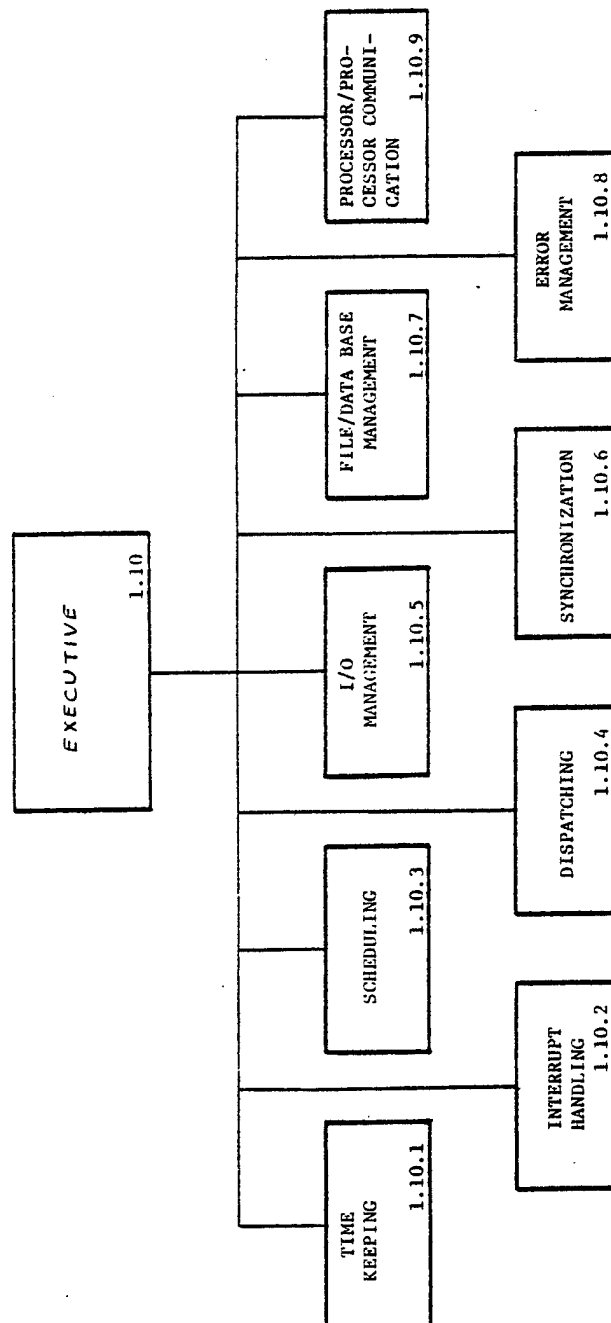 EXECUTIVE
1.10
TIME
KEEPING
1.10.1
INTERRUPT
HANDLING
1.10.2
SCHEDULING
1.10.3
DISPATCHING
1.10.4
I/O
MANAGEMENT
1.10.5
SYNCHRONIZATION
1.10.6
FILE/DATA BASE
MANAGEMENT
1.10.7
ERROR
MANAGEMENT
1.10.8
PROCESSOR/PRO-
CESSOR COMMUNI-
CATION
1.10.9